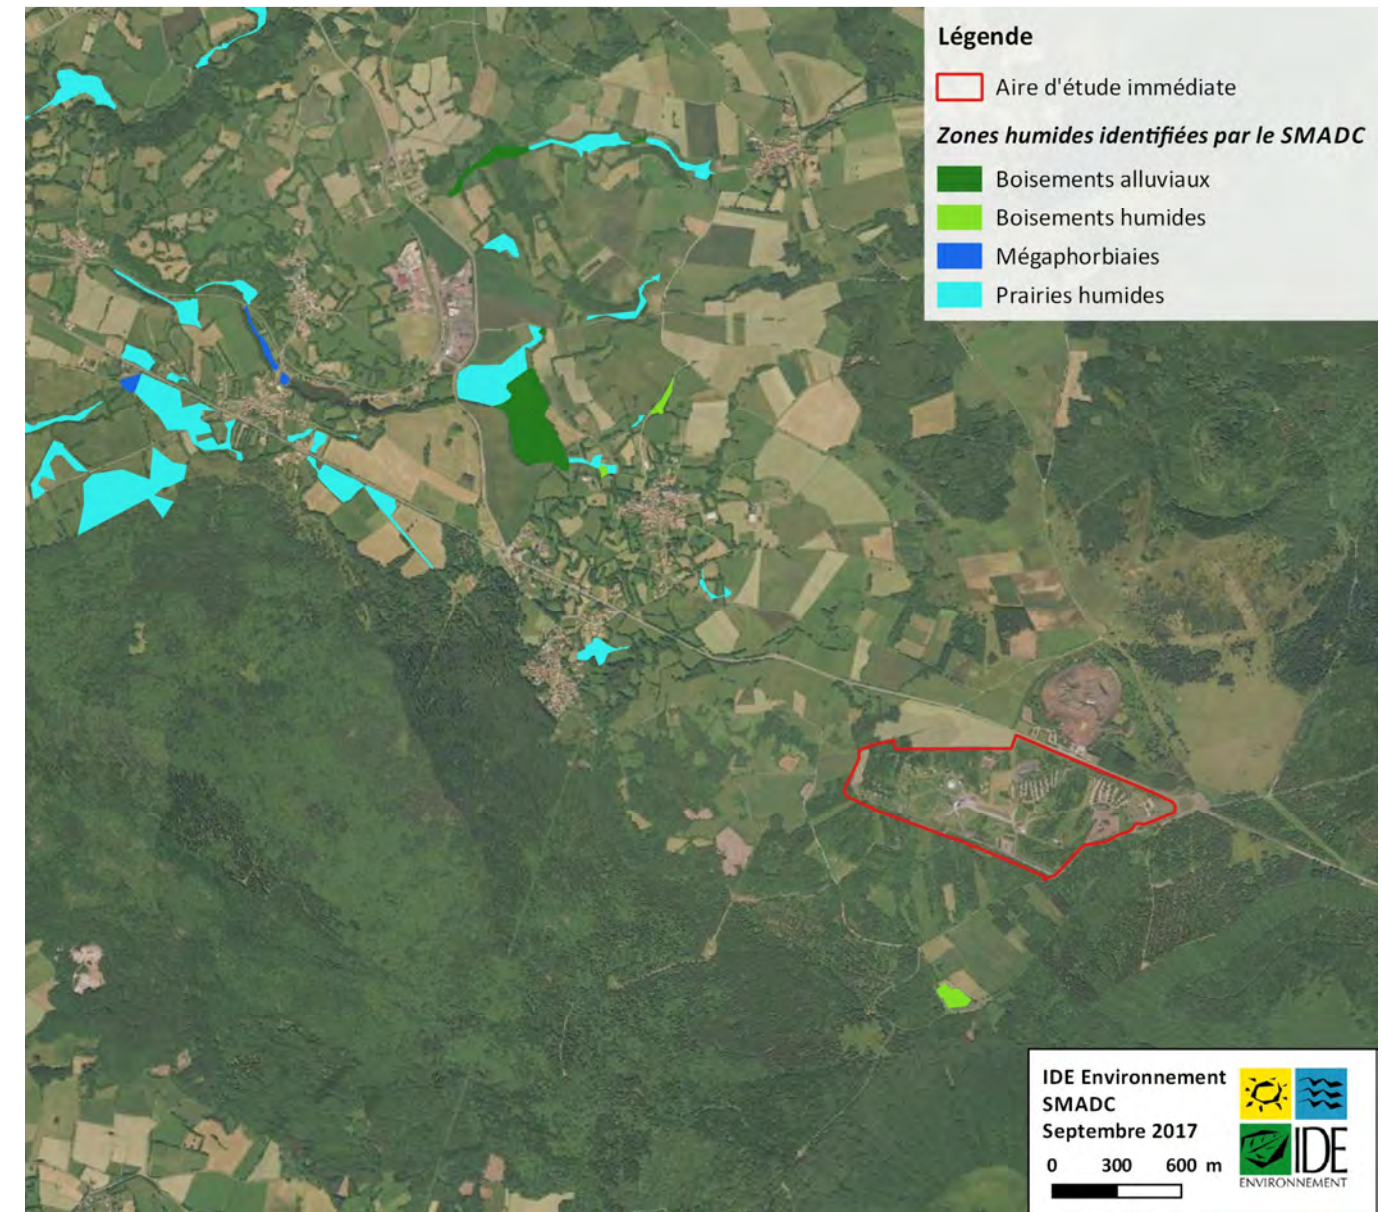 Légende
Aire d'étude immédiate
Zones humides identifiées par le SMADC
Boisements alluviaux
Boisements humides
Mégaphorbiaies
Prairies humides
IDE Environnement
SMADC
Septembre 2017
0 300 600 m
IDE
ENVIRONNEMENT